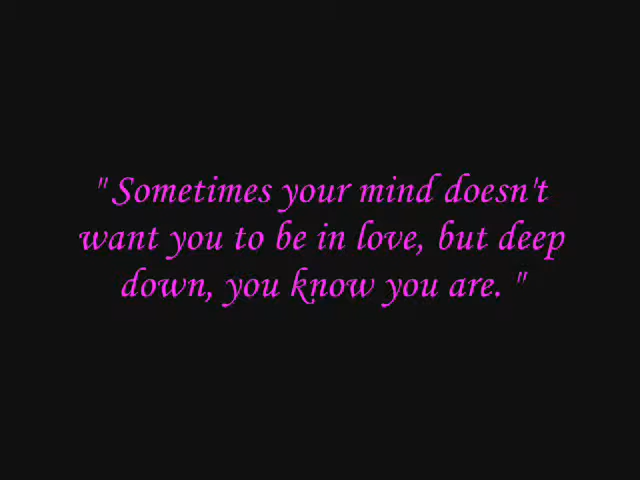 " Sometimes your mind doesn't
want you to be in love, but deep
down, you know you are. "